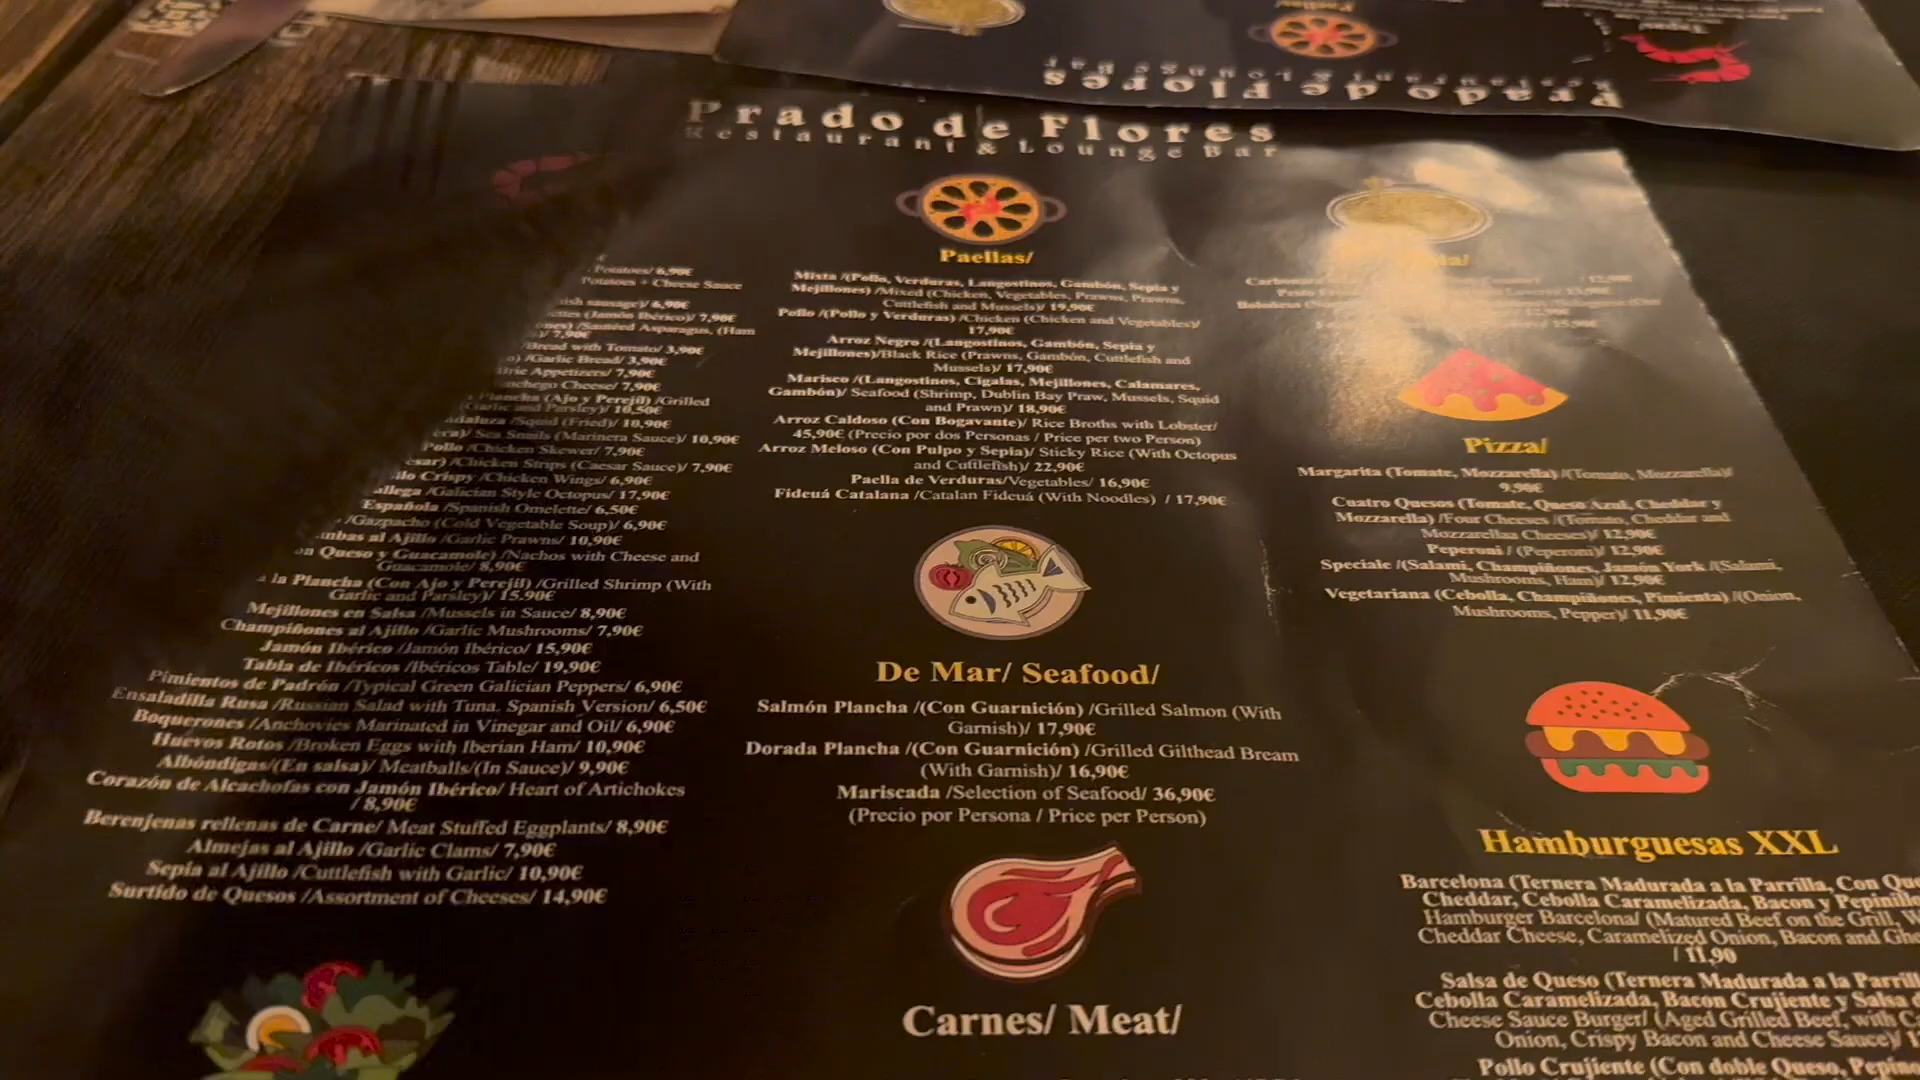 Prado de Flores
Restaurant & Lounge Bar
Potatoes/ 6,90€
Potatoes + Cheese Sauce
sausage)/ 6,90€
(Jamón Ibérico)/ 7,90€
/Sautéed Asparagus, (Ham
/ 7,90€
/Bread with Tomato/ 3,90€
/Garlic Bread/ 3,90€
Appetizers/ 7,90€
Cheese/ 7,90€
Plancha (Ajo y Perejil) /Grilled
(Garlic and Parsley)/ 10,50€
/Squid (Fried)/ 10,90€
/ Sea Snails (Marinera Sauce)/ 10,90€
Pollo /Chicken Skewer/ 7,90€
/Chicken Strips (Caesar Sauce)/ 7,90€
Crispy /Chicken Wings/ 6,90€
/Galician Style Octopus/ 17,90€
Española /Spanish Omelette/ 6,50€
/Gazpacho (Cold Vegetable Soup)/ 6,90€
al Ajillo /Garlic Prawns/ 10,90€
Queso y Guacamole) /Nachos with Cheese and
Guacamole/ 8,90€
a la Plancha (Con Ajo y Perejil) /Grilled Shrimp (With
Garlic and Parsley)/ 15,90€
Mejillones en Salsa /Mussels in Sauce/ 8,90€
Champiñones al Ajillo /Garlic Mushrooms/ 7,90€
Jamón Ibérico /Jamón Ibérico/ 15,90€
Tabla de Ibéricos /Ibéricos Table/ 19,90€
Pimientos de Padrón /Typical Green Galician Peppers/ 6,90€
Ensaladilla Rusa /Russian Salad with Tuna. Spanish Version/ 6,50€
Boquerones /Anchovies Marinated in Vinegar and Oil/ 6,90€
Huevos Rotos /Broken Eggs with Iberian Ham/ 10,90€
Albóndigas/(En salsa)/ Meatballs/(In Sauce)/ 9,90€
Corazón de Alcachofas con Jamón Ibérico/ Heart of Artichokes
/ 8,90€
Berenjenas rellenas de Carne/ Meat Stuffed Eggplants/ 8,90€
Almejas al Ajillo /Garlic Clams/ 7,90€
Sepia al Ajillo /Cuttlefish with Garlic/ 10,90€
Surtido de Quesos /Assortment of Cheeses/ 14,90€
Paellas/
Mista /(Pollo, Verduras, Langostinos, Gambón, Sepia y
Mejillones) /Mixed (Chicken, Vegetables, Prawns, Prawns,
Cuttlefish and Mussels)/ 19,90€
Pollo /(Pollo y Verduras) /Chicken (Chicken and Vegetables)/
17,90€
Arroz Negro /(Langostinos, Gambón, Sepia y
Mejillones)/Black Rice (Prawns, Gambón, Cuttlefish and
Mussels)/ 17,90€
Marisco /(Langostinos, Cigalas, Mejillones, Calamares,
Gambón)/ Seafood (Shrimp, Dublin Bay Praw, Mussels, Squid
and Prawn)/ 18,90€
Arroz Caldoso (Con Bogavante)/ Rice Broths with Lobster/
45,90€ (Precio por dos Personas / Price per two Person)
Arroz Meloso (Con Pulpo y Sepia)/ Sticky Rice (With Octopus
and Cuttlefish)/ 22,90€
Paella de Verduras/Vegetables/ 16,90€
Fideuá Catalana /Catalan Fideuá (With Noodles) / 17,90€
De Mar/ Seafood/
Salmón Plancha /(Con Guarnición) /Grilled Salmon (With
Garnish)/ 17,90€
Dorada Plancha /(Con Guarnición) /Grilled Gilthead Bream
(With Garnish)/ 16,90€
Mariscada /Selection of Seafood/ 36,90€
(Precio por Persona / Price per Person)
Carnes/ Meat/
Pizza/
Margarita (Tomate, Mozzarella) /(Tomato, Mozzarella)/
9,90€
Cuatro Quesos (Tomate, Queso Azul, Cheddar y
Mozzarella) /Four Cheeses /(Tomato, Cheddar and
Mozzarellaa Cheeses)/ 12,90€
Peperoni / (Peperoni)/ 12,90€
Speciale /(Salami, Champiñones, Jamón York /(Salami,
Mushrooms, Ham)/ 12,90€
Vegetariana (Cebolla, Champiñones, Pimienta) /(Onion,
Mushrooms, Pepper)/ 11,90€
Hamburguesas XXL
Barcelona (Ternera Madurada a la Parrilla, Con
Cheddar, Cebolla Caramelizada, Bacon y
Hamburger Barcelona/ (Matured Beef on the Grill,
Cheddar Cheese, Caramelized Onion, Bacon and
/ 11,90
Salsa de Queso (Ternera Madurada a la
Cebolla Caramelizada, Bacon Crujiente y Salsa
Cheese Sauce Burger/ (Aged Grilled Beef, with
Onion, Crispy Bacon and Cheese Sauce)/
Pollo Crujiente (Con doble Queso,
Prado de Flores